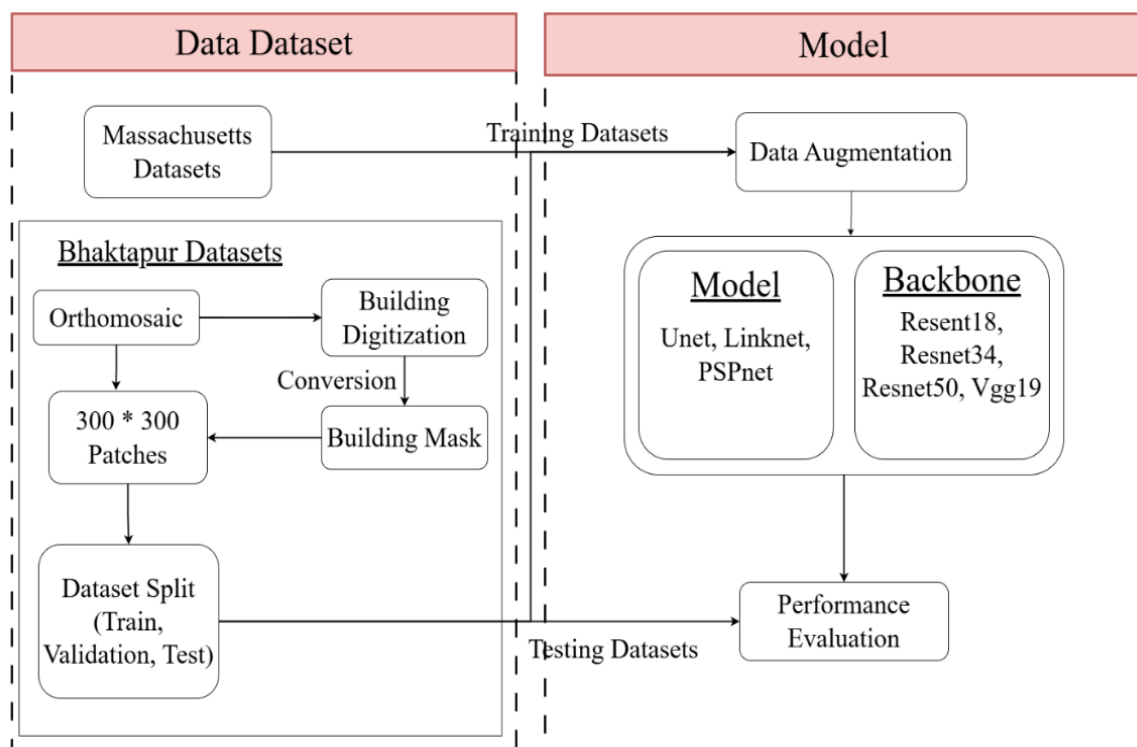 Data Dataset
Model
Massachusetts
Datasets
Training Datasets
Data Augmentation
Bhaktapur Datasets
Orthomosaic
Building
Digitization
Conversion
300 * 300
Patches
Building Mask
Model
Unet, Linknet,
PSPnet
Backbone
Resent18,
Resnet34,
Resnet50, Vgg19
Dataset Split
(Train,
Validation, Test)
Testing Datasets
Performance
Evaluation